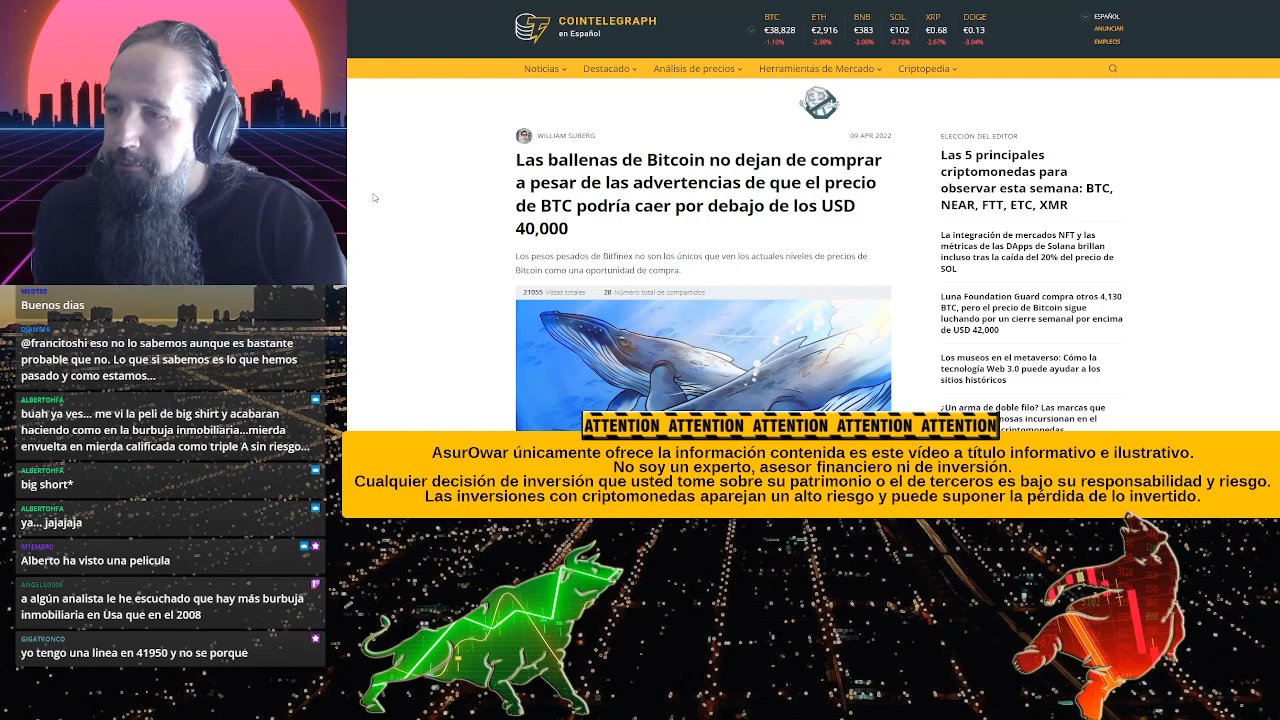 COINTELEGRAPH
en Español
BTC ETH BNB SOL XRP DOGE
€38,828 €2,916 €383 €102 €0.68 €0.13
-1.10% -2.38% -2.00% -0.72% -2.67% -3.04%
ESPAÑOL
ANUNCIAR
EMPLEOS
Noticias Destacado Análisis de precios Herramientas de Mercado Criptopedia
WILLIAM SUBERG 09 APR 2022
Las ballenas de Bitcoin no dejan de comprar
a pesar de las advertencias de que el precio
de BTC podría caer por debajo de los USD
40,000
Los pesos pesados de Bitfinex no son los únicos que ven los actuales niveles de precios de
Bitcoin como una oportunidad de compra.
21055 Vistas totales 28 Número total de compartidos
ELECCIÓN DEL EDITOR
Las 5 principales
criptomonedas para
observar esta semana: BTC,
NEAR, FTT, ETC, XMR
La integración de mercados NFT y las
métricas de las DApps de Solana brillan
incluso tras la caída del 20% del precio de
SOL
Luna Foundation Guard compra otros 4,130
BTC, pero el precio de Bitcoin sigue
luchando por un cierre semanal por encima
de USD 42,000
Los museos en el metaverso: Cómo la
tecnología Web 3.0 puede ayudar a los
sitios históricos
¿Un arma de doble filo? Las marcas que
incursionan en el
ATTENTION ATTENTION ATTENTION ATTENTION ATTENTION
AsurOwar únicamente ofrece la información contenida es este vídeo a título informativo e ilustrativo.
No soy un experto, asesor financiero ni de inversión.
Cualquier decisión de inversión que usted tome sobre su patrimonio o el de terceros es bajo su responsabilidad y riesgo.
Las inversiones con criptomonedas aparejan un alto riesgo y puede suponer la pérdida de lo invertido.
Buenos dias
DJAM516
@francitoshi eso no lo sabemos aunque es bastante
probable que no. Lo que si sabemos es lo que hemos
pasado y como estamos...
ALBERTOHFA
buah ya ves... me vi la peli de big shirt y acabaran
haciendo como en la burbuja inmobiliaria...mierda
envuelta en mierda calificada como triple A sin riesgo...
ALBERTOHFA
big short*
ALBERTOHFA
ya... jajajaja
M1EMBRO
Alberto ha visto una pelicula
ANGELUS009
a algún analista le he escuchado que hay más burbuja
inmobiliaria en Usa que en el 2008
GIGATRONCO
yo tengo una linea en 41950 y no se porque